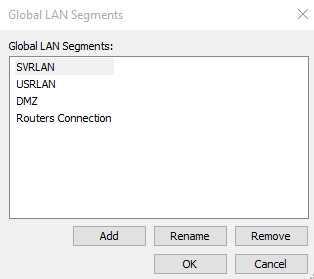 Global LAN Segments
Global LAN Segments:
SVRLAN
USRLAN
DMZ
Routers Connection
Add
Rename
Remove
OK
Cancel